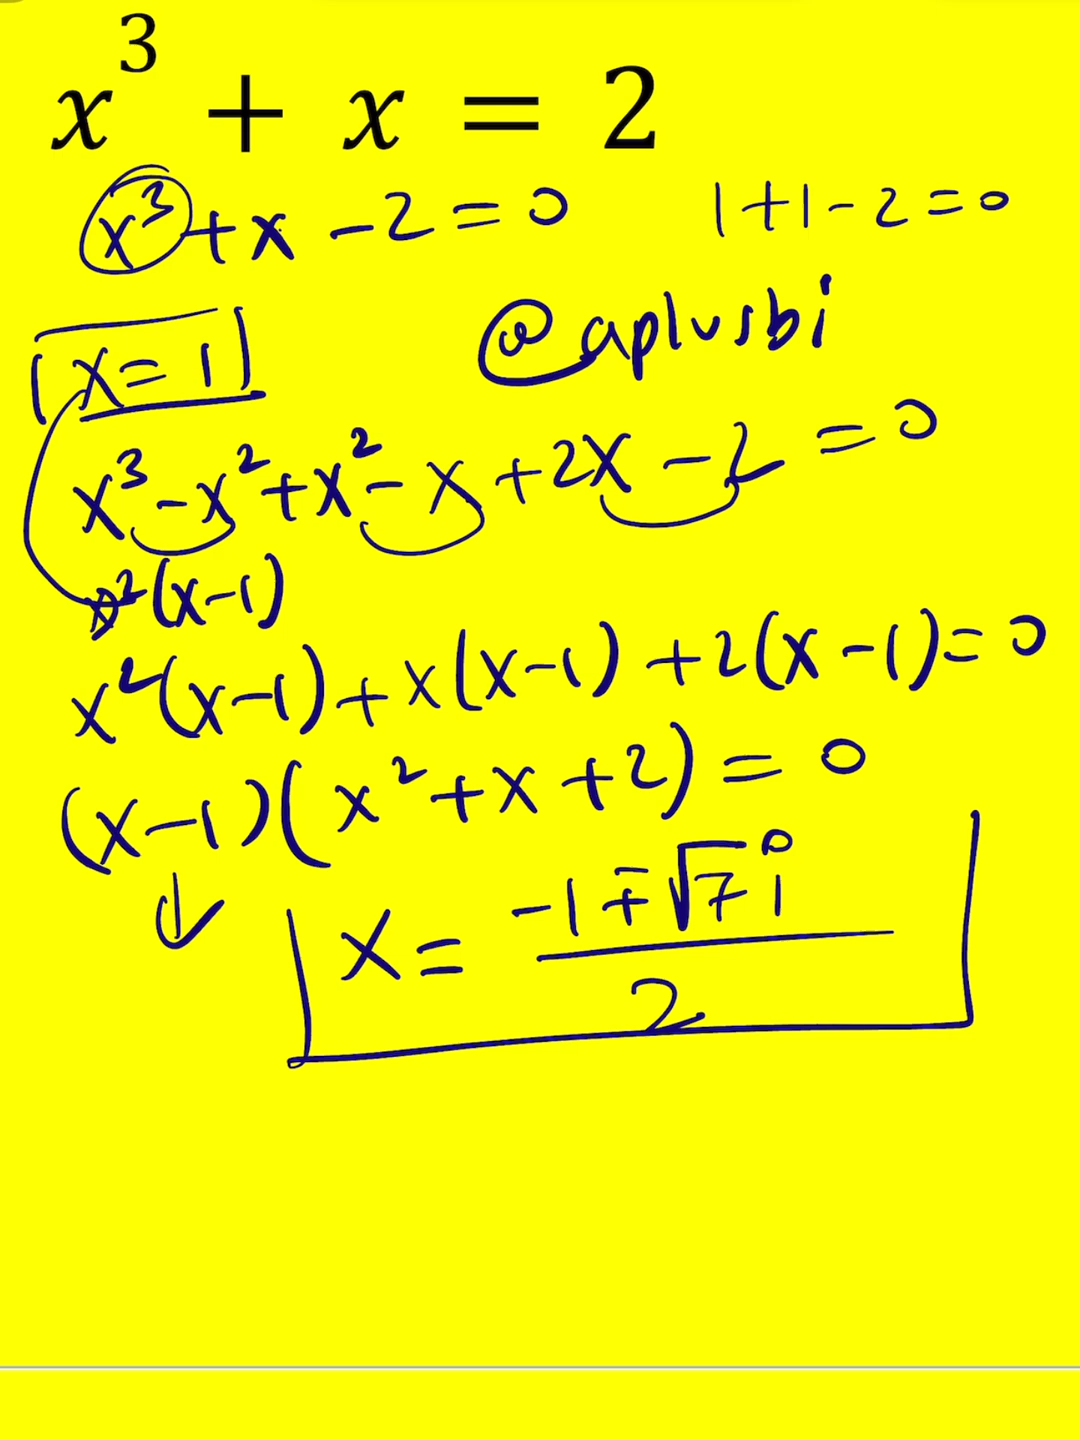 x³ + x = 2
x³ + x - 2 = 0 1 + 1 - 2 = 0
@aplusbi
x = 1
x³ - x² + x² - x + 2x - 2 = 0
x²(x-1)
x²(x-1) + x(x-1) + 2(x-1) = 0
(x-1)(x² + x + 2) = 0
x = (-1 ∓ √7 i)/2